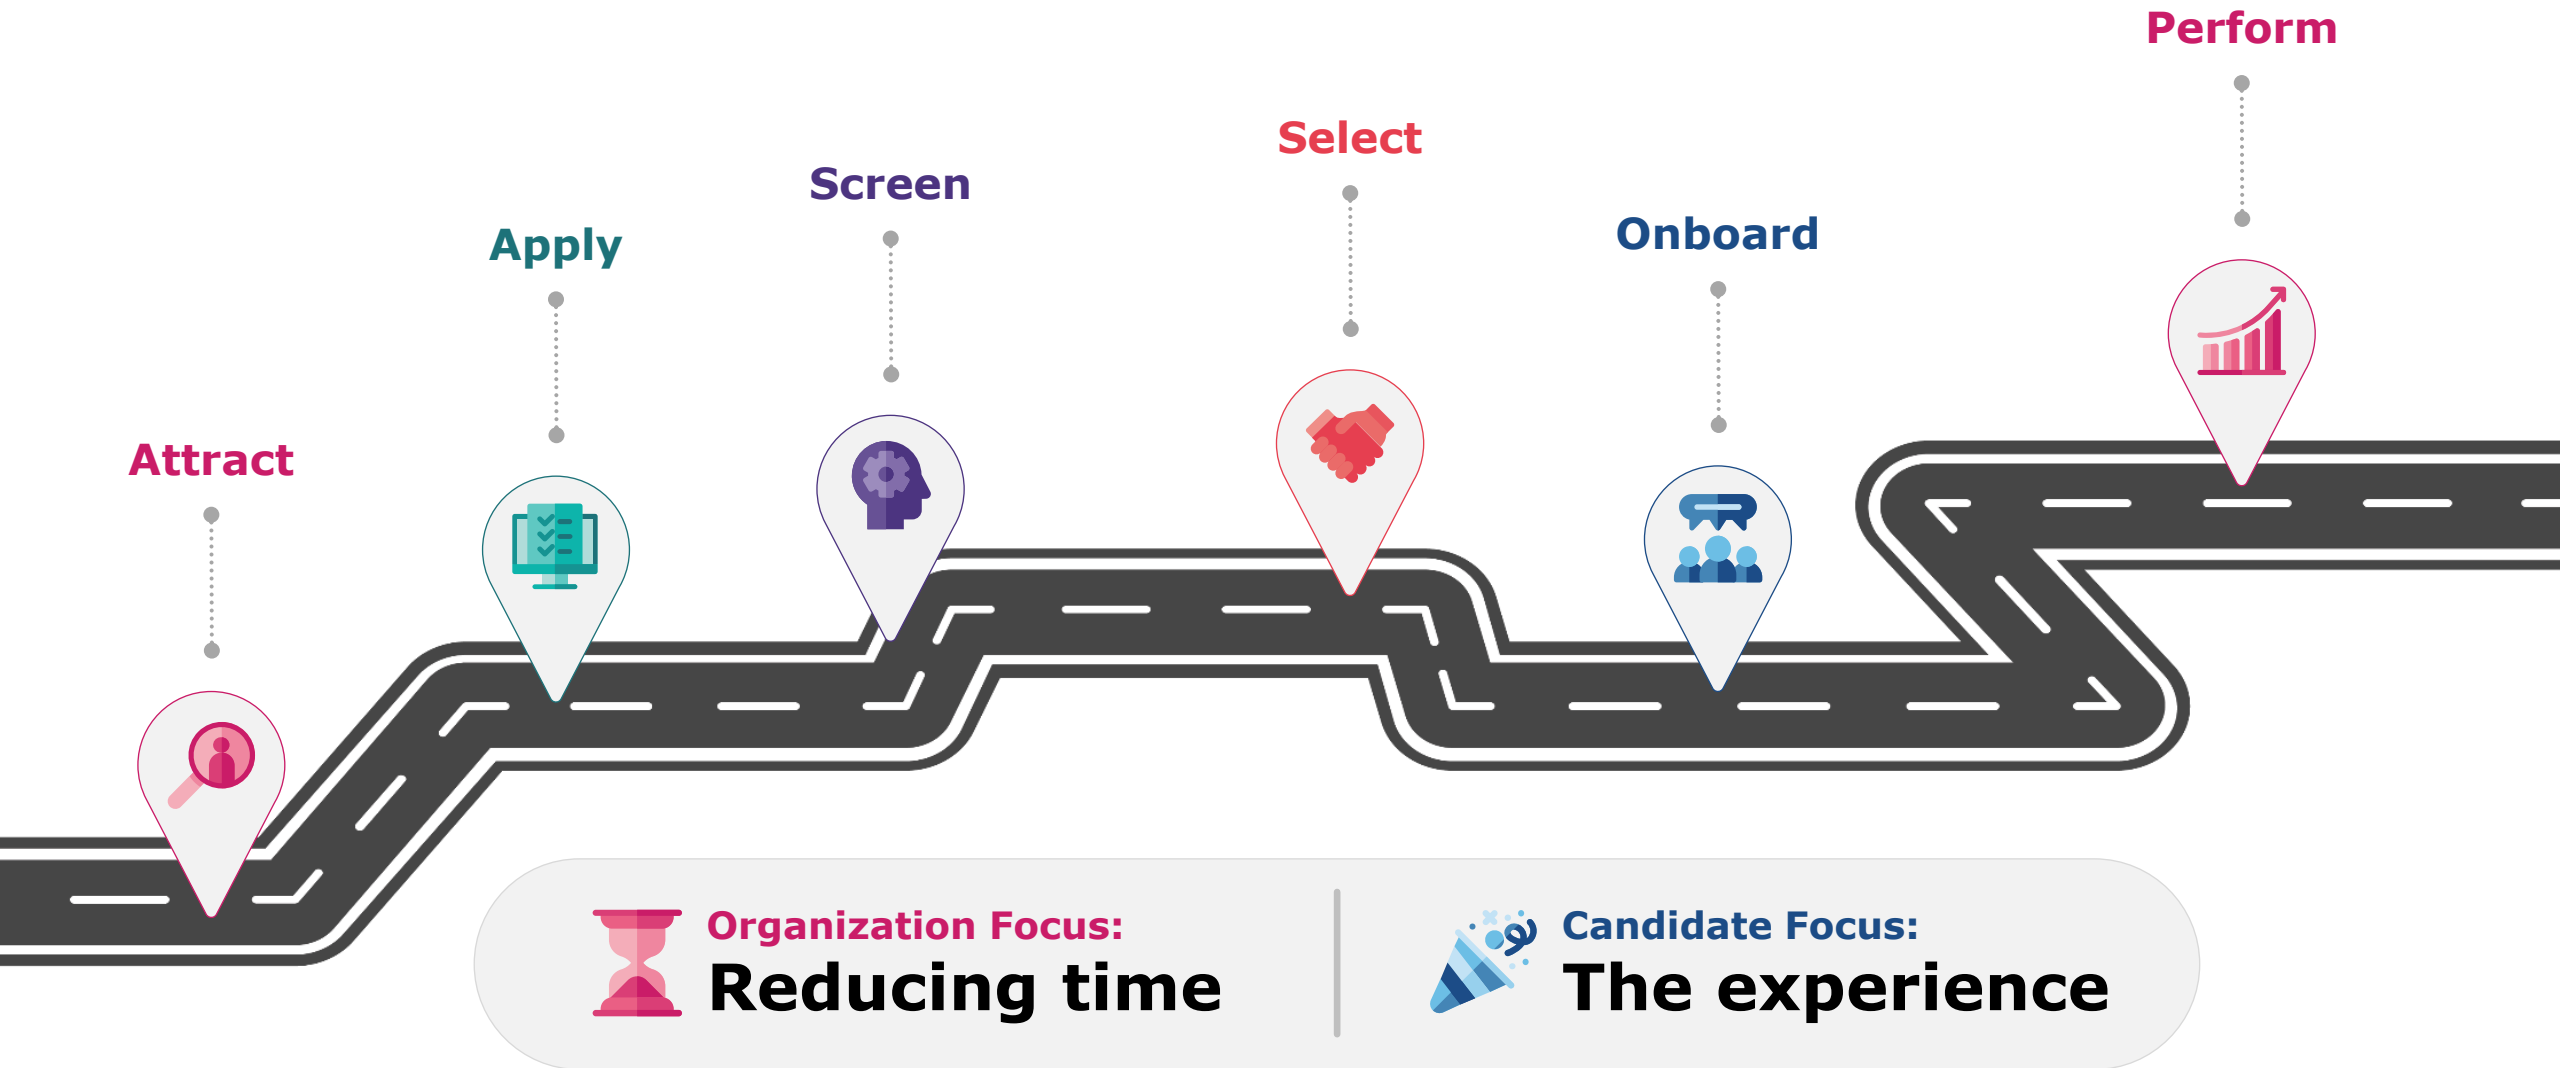 Attract
Apply
Screen
Select
Onboard
Perform
Organization Focus:
Reducing time
Candidate Focus:
The experience